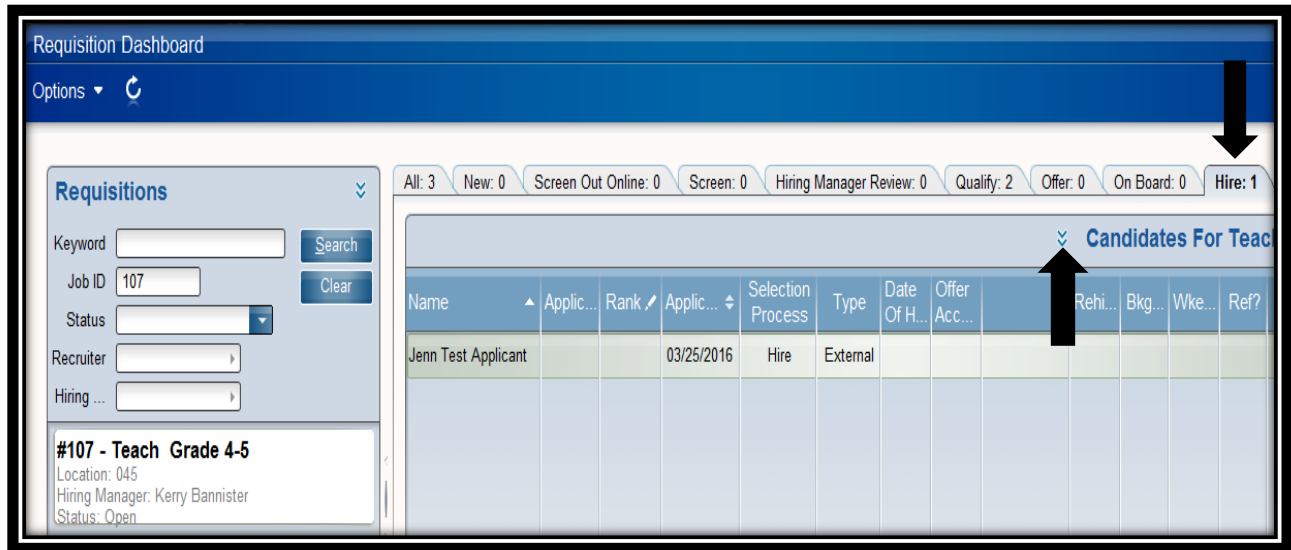 Requisition Dashboard
Options
Requisitions
Keyword
Search
Job ID 107
Clear
Status
Recruiter
Hiring ...
#107 - Teach Grade 4-5
Location: 045
Hiring Manager: Kerry Bannister
Status: Open
All: 3 New: 0 Screen Out Online: 0 Screen: 0 Hiring Manager Review: 0 Qualify: 2 Offer: 0 On Board: 0 Hire: 1
Candidates For Teac
Name Applic... Rank Applic... Selection Process Type Date Of H... Offer Acc... Rehi... Bkg... Wke... Ref?
Jenn Test Applicant 03/25/2016 Hire External